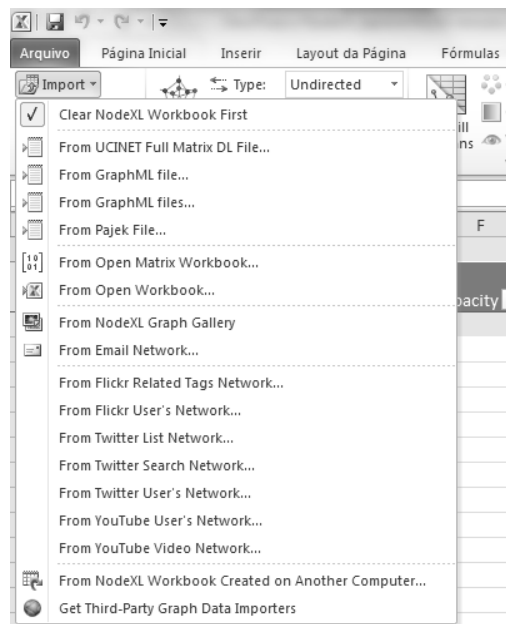 Arquivo Página Inicial Inserir Layout da Página Fórmulas
Import Type: Undirected
Clear NodeXL Workbook First
From UCINET Full Matrix DL File...
From GraphML file...
From GraphML files...
From Pajek File...
F
From Open Matrix Workbook...
From Open Workbook...
From NodeXL Graph Gallery
From Email Network...
From Flickr Related Tags Network...
From Flickr User's Network...
From Twitter List Network...
From Twitter Search Network...
From Twitter User's Network...
From YouTube User's Network...
From YouTube Video Network...
From NodeXL Workbook Created on Another Computer...
Get Third-Party Graph Data Importers